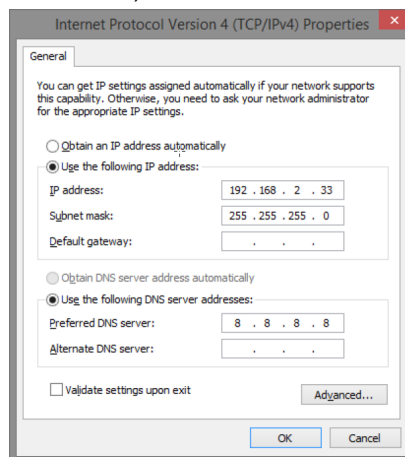 Internet Protocol Version 4 (TCP/IPv4) Properties
General
You can get IP settings assigned automatically if your network supports
this capability. Otherwise, you need to ask your network administrator
for the appropriate IP settings.
Obtain an IP address automatically
Use the following IP address:
IP address: 192 . 168 . 2 . 33
Subnet mask: 255 . 255 . 255 . 0
Default gateway: . . .
Obtain DNS server address automatically
Use the following DNS server addresses:
Preferred DNS server: 8 . 8 . 8 . 8
Alternate DNS server: . . .
Validate settings upon exit
Advanced...
OK Cancel